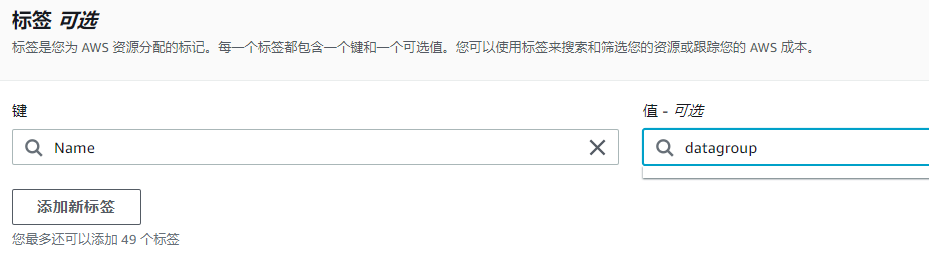 标签 可选
标签是您为 AWS 资源分配的标记。每一个标签都包含一个键和一个可选值。您可以使用标签来搜索和筛选您的资源或跟踪您的 AWS 成本。
键
值 - 可选
Name
datagroup
添加新标签
您最多还可以添加 49 个标签